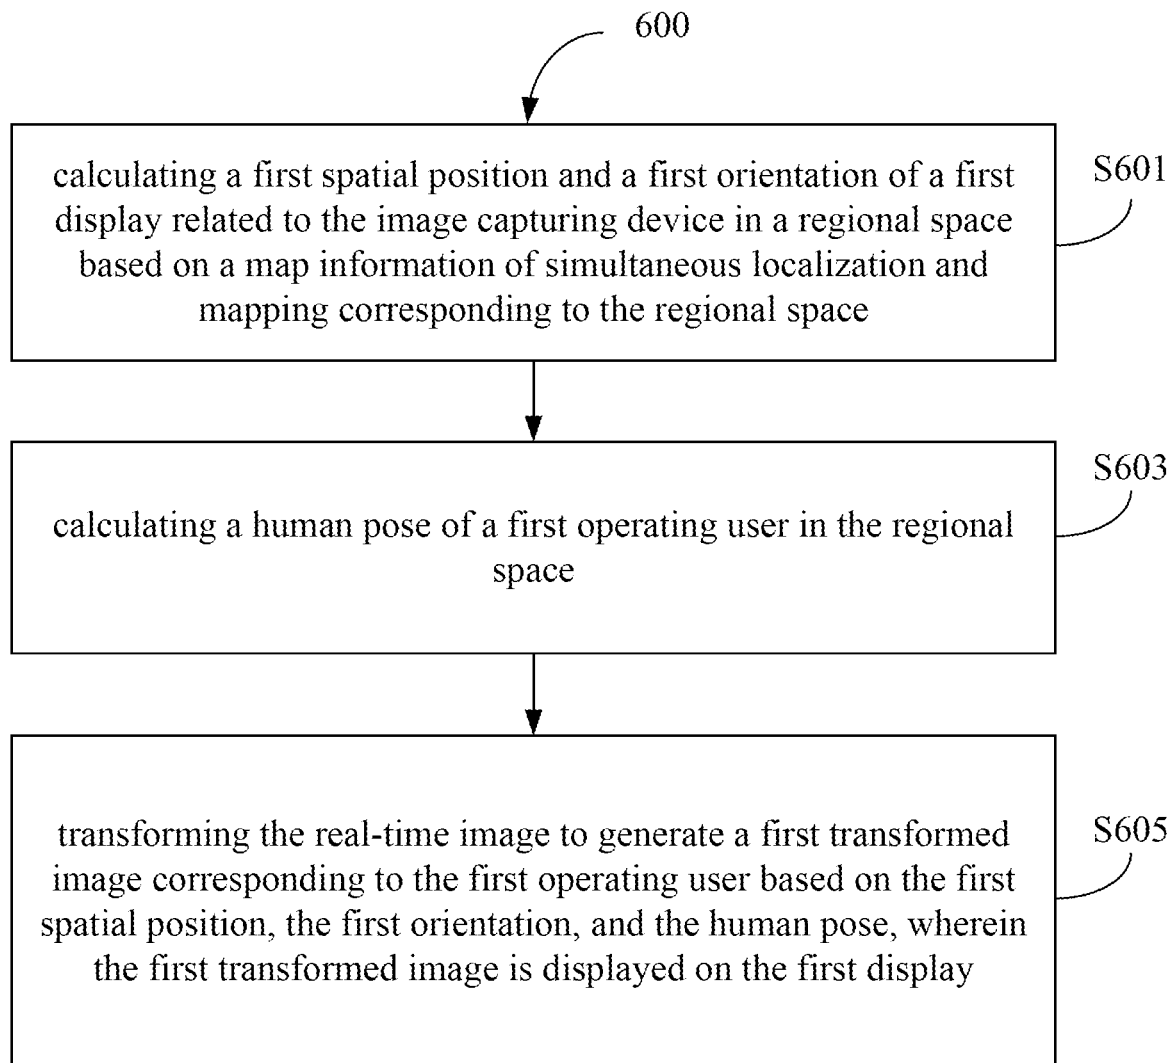 600
calculating a first spatial position and a first orientation of a first
display related to the image capturing device in a regional space
based on a map information of simultaneous localization and
mapping corresponding to the regional space
S601
calculating a human pose of a first operating user in the regional
space
S603
transforming the real-time image to generate a first transformed
image corresponding to the first operating user based on the first
spatial position, the first orientation, and the human pose, wherein
the first transformed image is displayed on the first display
S605